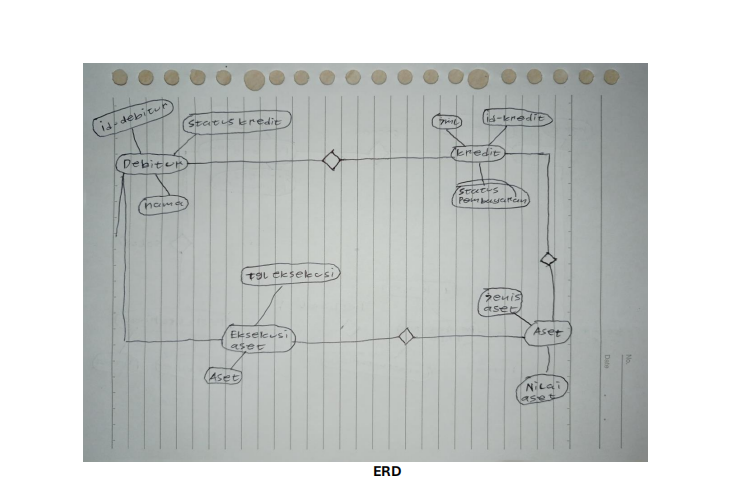 id-debitur
Status kredit
Debitur
nama
JML
id-kredit
kredit
Status
Pembayaran
tgl eksekusi
Eksekusi
aset
Aset
Jenis
aset
Aset
Nilai
aset
No.
Date
ERD